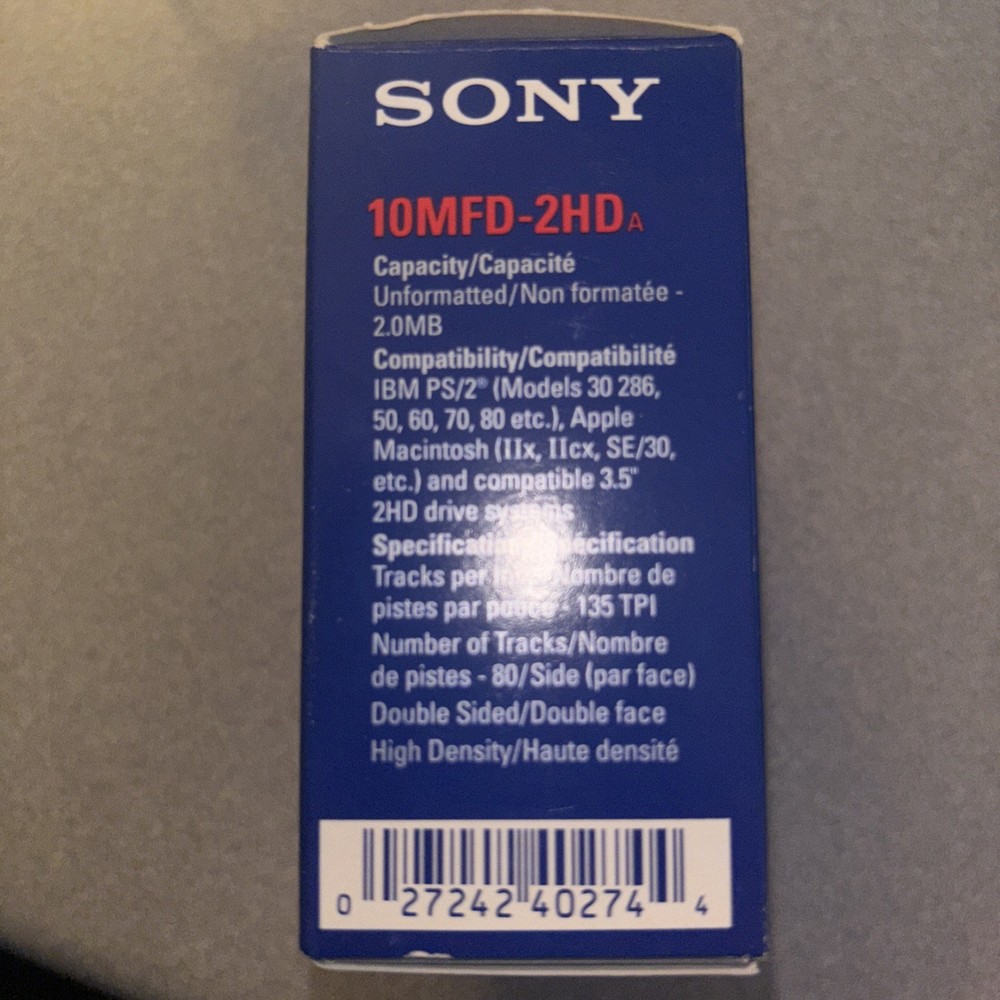 SONY
10MFD-2HD A
Capacity/Capacité
Unformatted/Non formatée -
2.0MB
Compatibility/Compatibilité
IBM PS/2® (Models 30 286,
50, 60, 70, 80 etc.), Apple
Macintosh (IIx, IIcx, SE/30,
etc.) and compatible 3.5"
2HD drive systems
Tracks per Nombre de
pistes par pouce - 135 TPI
Number of Tracks/Nombre
de pistes - 80/Side (par face)
Double Sided/Double face
High Density/Haute densité
0 27242 40274 4